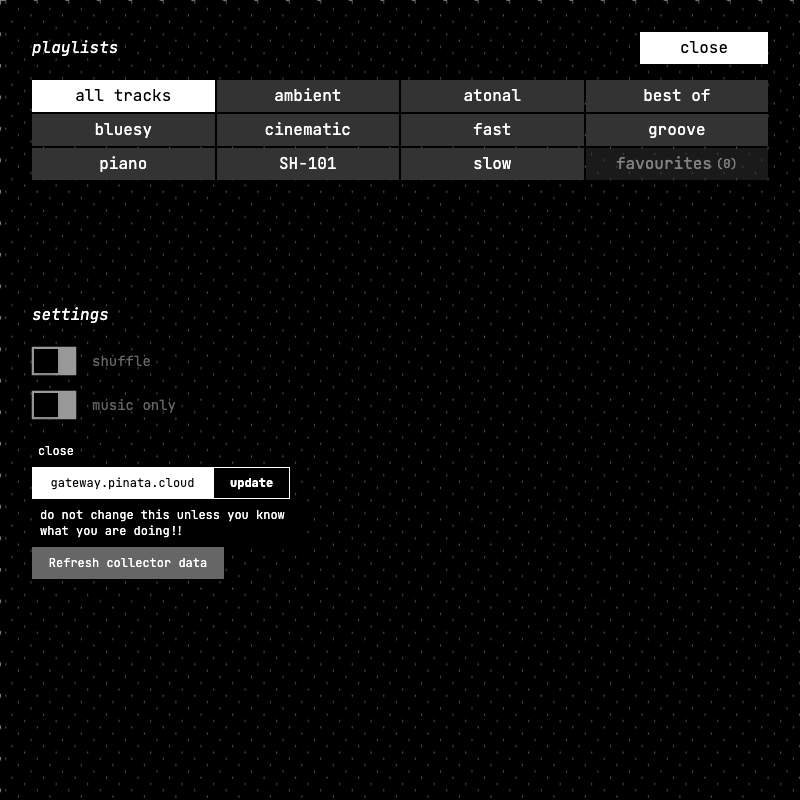 playlists
close
all tracks
ambient
atonal
best of
bluesy
cinematic
fast
groove
piano
SH-101
slow
favourites (0)
settings
shuffle
music only
close
gateway.pinata.cloud
update
do not change this unless you know
what you are doing!!
Refresh collector data